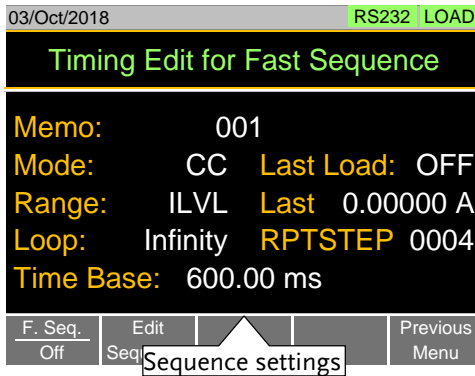 03/Oct/2018 RS232 LOAD
Timing Edit for Fast Sequence
Memo: 001
Mode: CC Last Load: OFF
Range: ILVL Last 0.00000 A
Loop: Infinity RPTSTEP 0004
Time Base: 600.00 ms
F. Seq. Edit Previous
Off Menu
Sequence settings